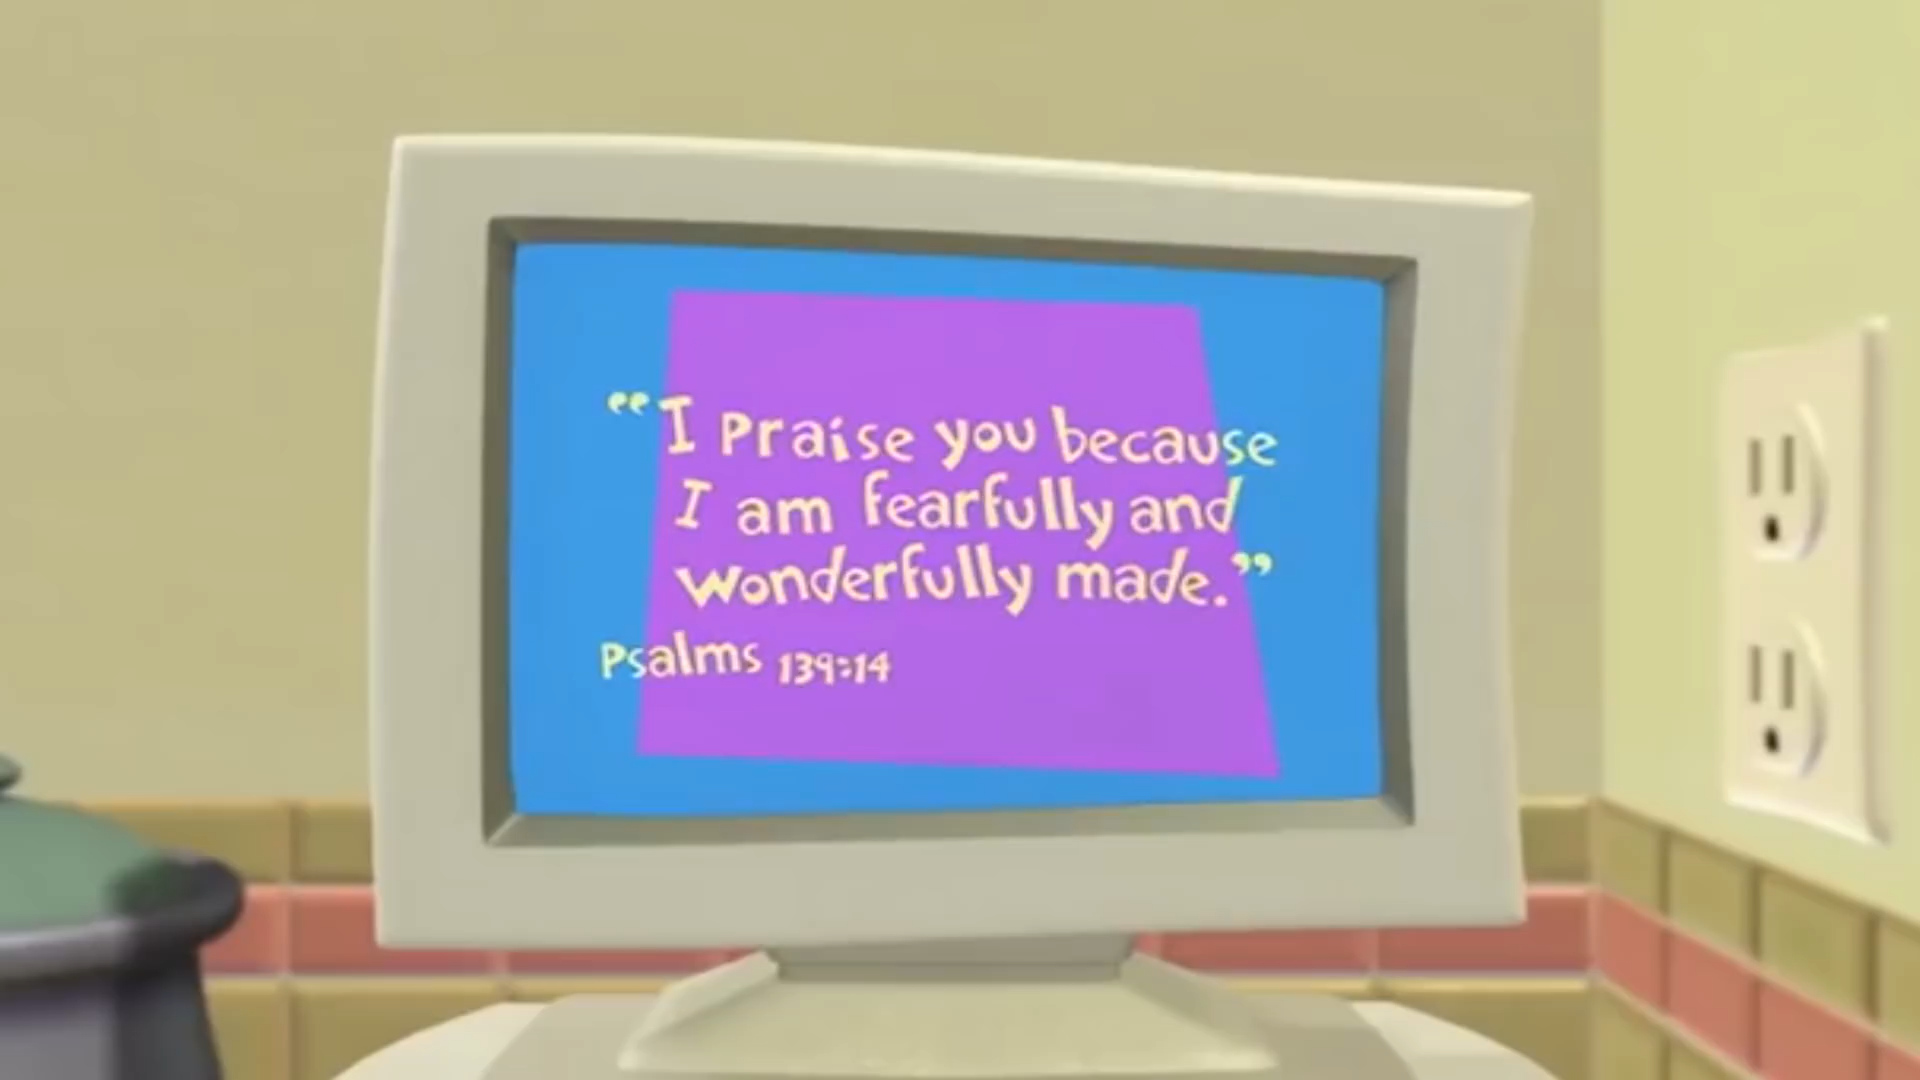 “I Praise you because
I am fearfully and
wonderfully made.”
Psalms 139:14